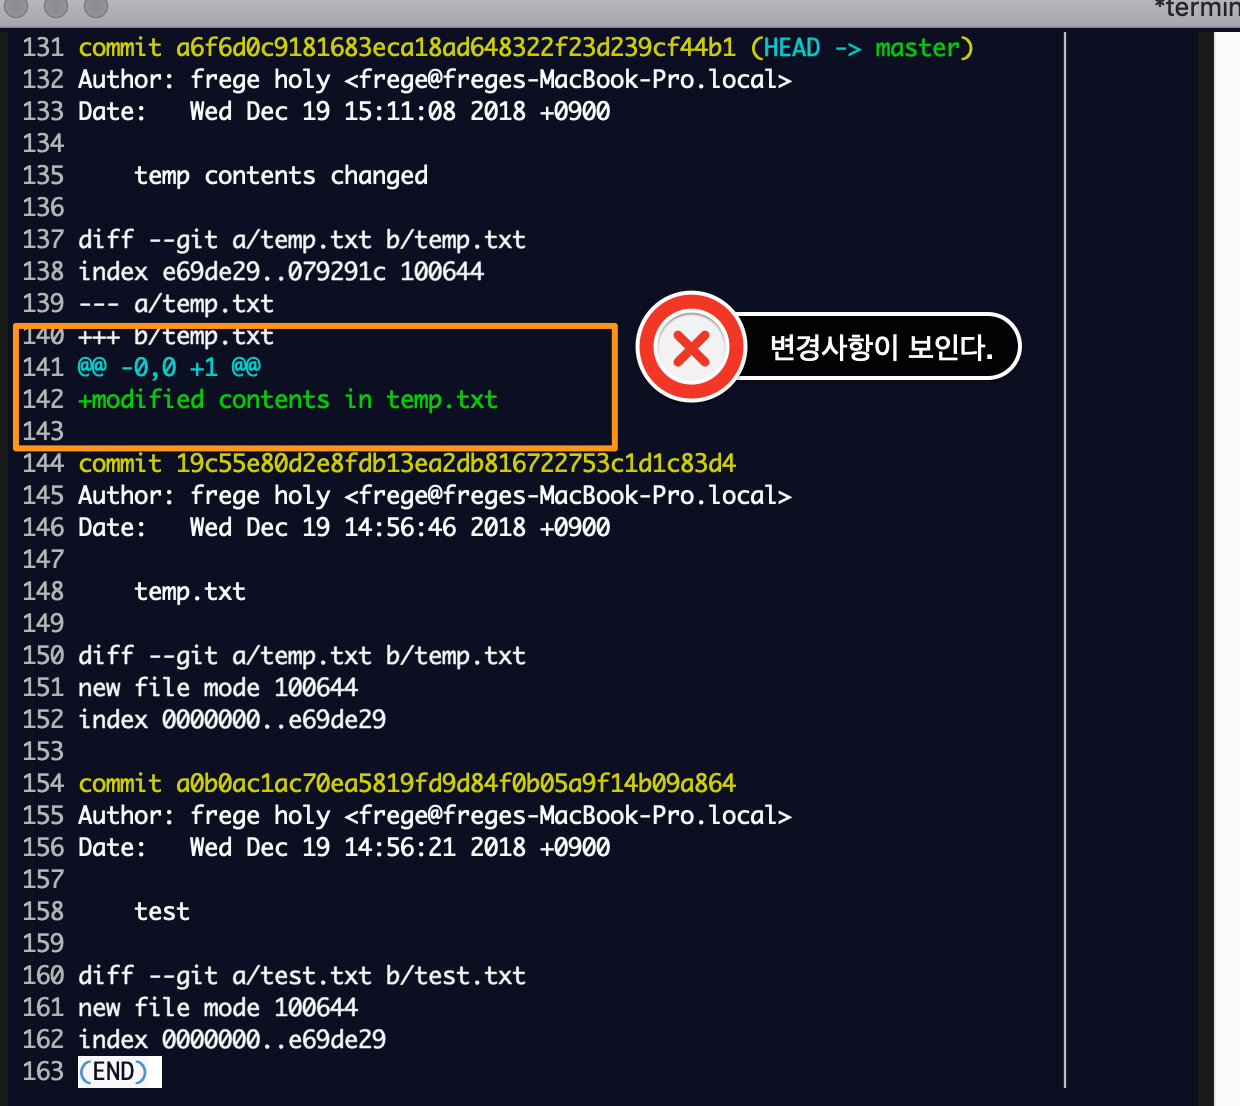 *termin
131 commit a6f6d0c9181683eca18ad648322f23d239cf44b1 (HEAD -> master)
132 Author: frege holy <frege@freges-MacBook-Pro.local>
133 Date:   Wed Dec 19 15:11:08 2018 +0900
134
135     temp contents changed
136
137 diff --git a/temp.txt b/temp.txt
138 index e69de29..079291c 100644
139 --- a/temp.txt
140 +++ b/temp.txt
변경사항이 보인다.
141 @@ -0,0 +1 @@
142 +modified contents in temp.txt
143
144 commit 19c55e80d2e8fdb13ea2db816722753c1d1c83d4
145 Author: frege holy <frege@freges-MacBook-Pro.local>
146 Date:   Wed Dec 19 14:56:46 2018 +0900
147
148     temp.txt
149
150 diff --git a/temp.txt b/temp.txt
151 new file mode 100644
152 index 0000000..e69de29
153
154 commit a0b0ac1ac70ea5819fd9d84f0b05a9f14b09a864
155 Author: frege holy <frege@freges-MacBook-Pro.local>
156 Date:   Wed Dec 19 14:56:21 2018 +0900
157
158     test
159
160 diff --git a/test.txt b/test.txt
161 new file mode 100644
162 index 0000000..e69de29
163 (END)